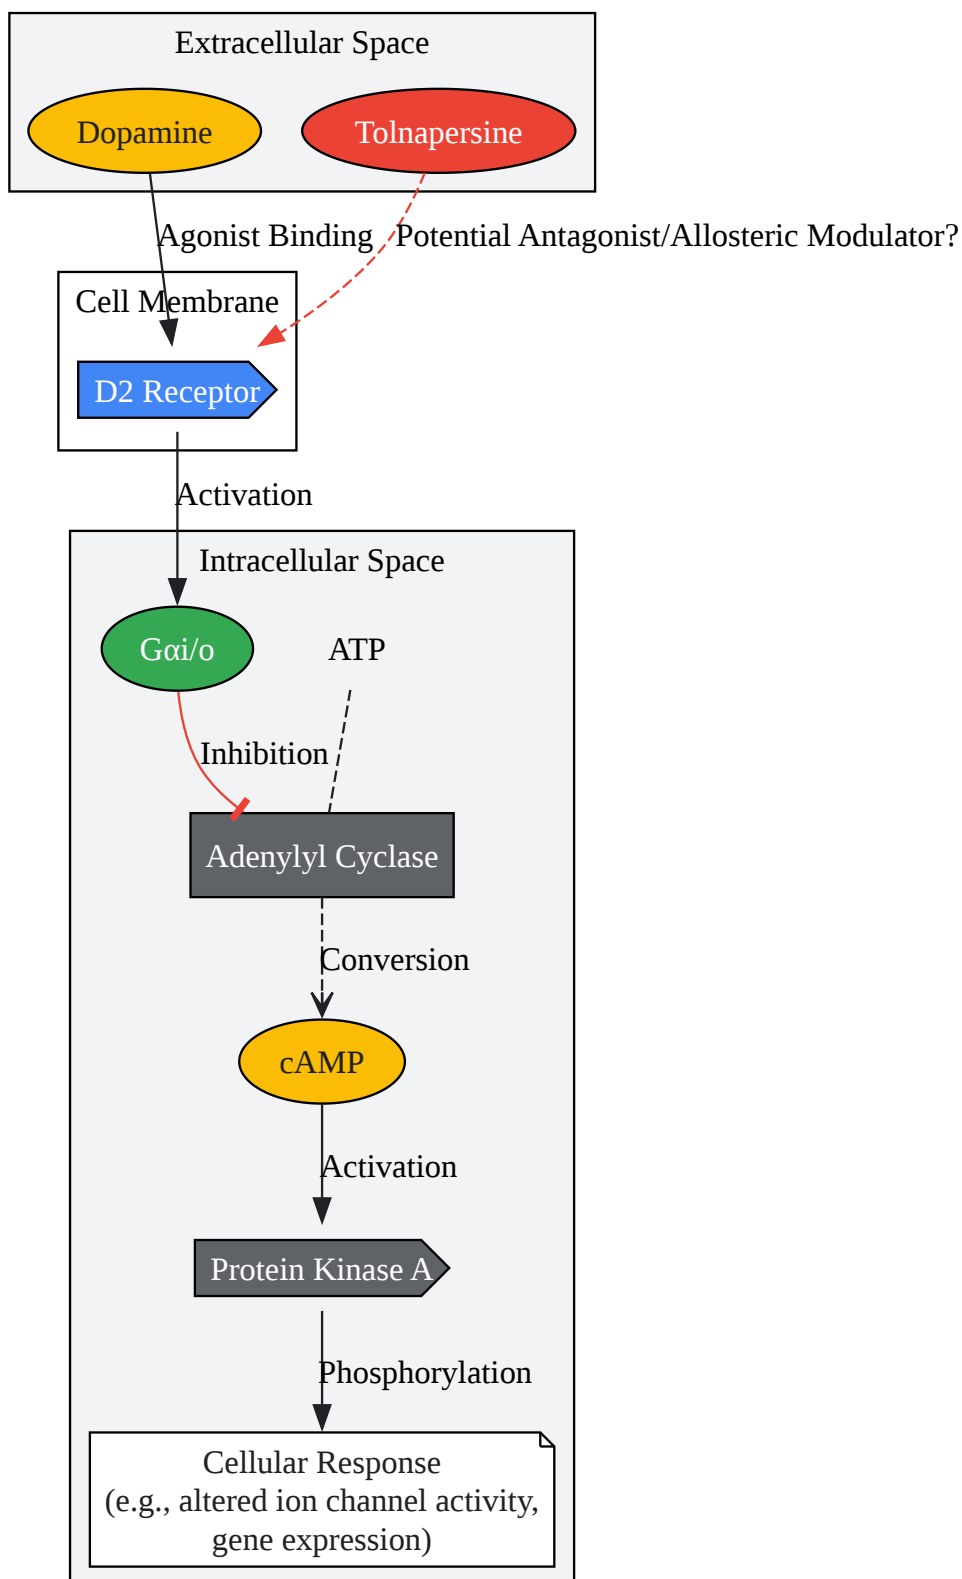 Extracellular Space
Dopamine
Tolnapersine
Agonist Binding
Potential Antagonist/Allosteric Modulator?
Cell Membrane
D2 Receptor
Activation
Intracellular Space
Gαi/o
ATP
Inhibition
Adenylyl Cyclase
Conversion
cAMP
Activation
Protein Kinase A
Phosphorylation
Cellular Response
(e.g., altered ion channel activity,
gene expression)